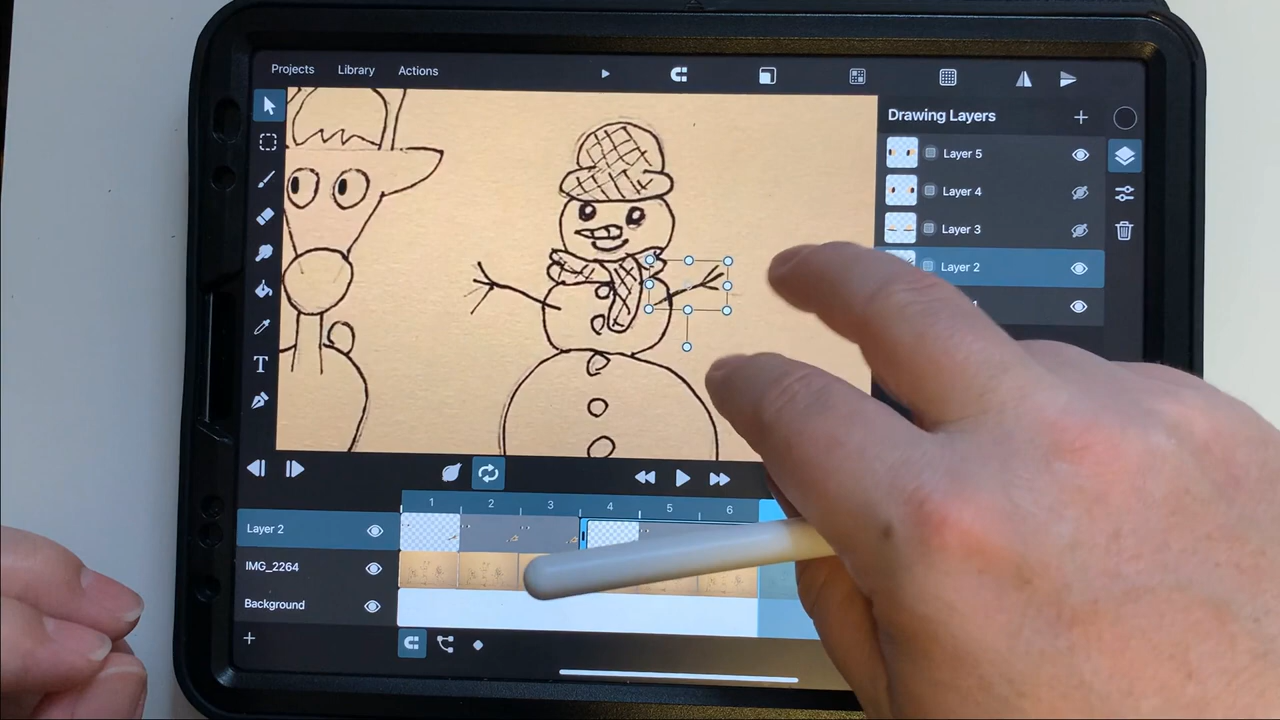 Projects Library Actions
Drawing Layers
Layer 5
Layer 4
Layer 3
Layer 2
1
T
1 2 3 4 5 6
Layer 2
IMG_2264
Background